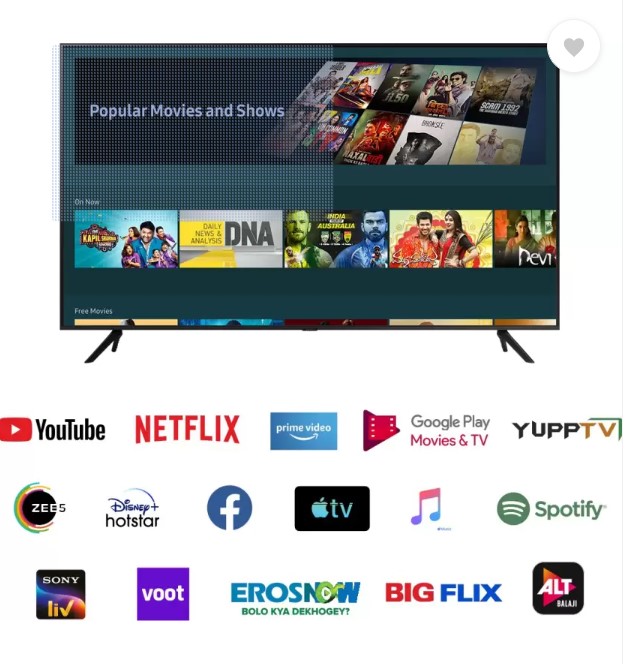 Popular Movies and Shows
SCAM 1992
On Now
THE
KAPIL SHARMA
DAILY
NEWS &
ANALYSIS
DNA
INDIA
AUSTRALIA
Devi
Free Movies
YouTube
NETFLIX
prime video
Google Play
Movies & TV
YUPPTV
ZEE5
Disney+
hotstar
tv
Spotify
SONY
liv
voot
EROSNOW
BOLO KYA DEKHOGEY?
BIG FLIX
ALT
BALAJI